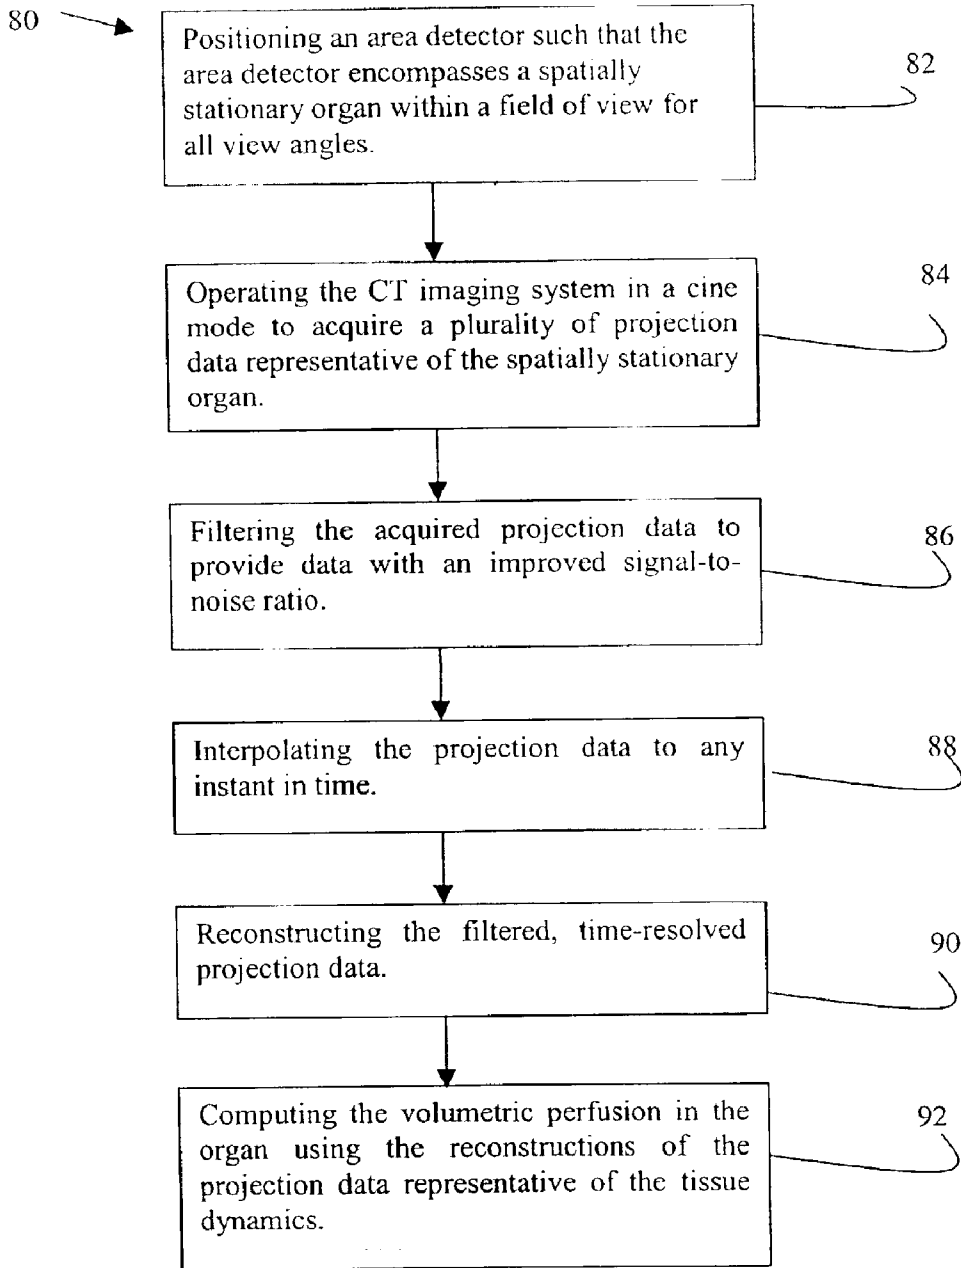 80
Positioning an area detector such that the
area detector encompasses a spatially
stationary organ within a field of view for
all view angles.
82
Operating the CT imaging system in a cine
mode to acquire a plurality of projection
data representative of the spatially stationary
organ.
84
Filtering the acquired projection data to
provide data with an improved signal-to-
noise ratio.
86
Interpolating the projection data to any
instant in time.
88
Reconstructing the filtered, time-resolved
projection data.
90
Computing the volumetric perfusion in the
organ using the reconstructions of the
projection data representative of the tissue
dynamics.
92